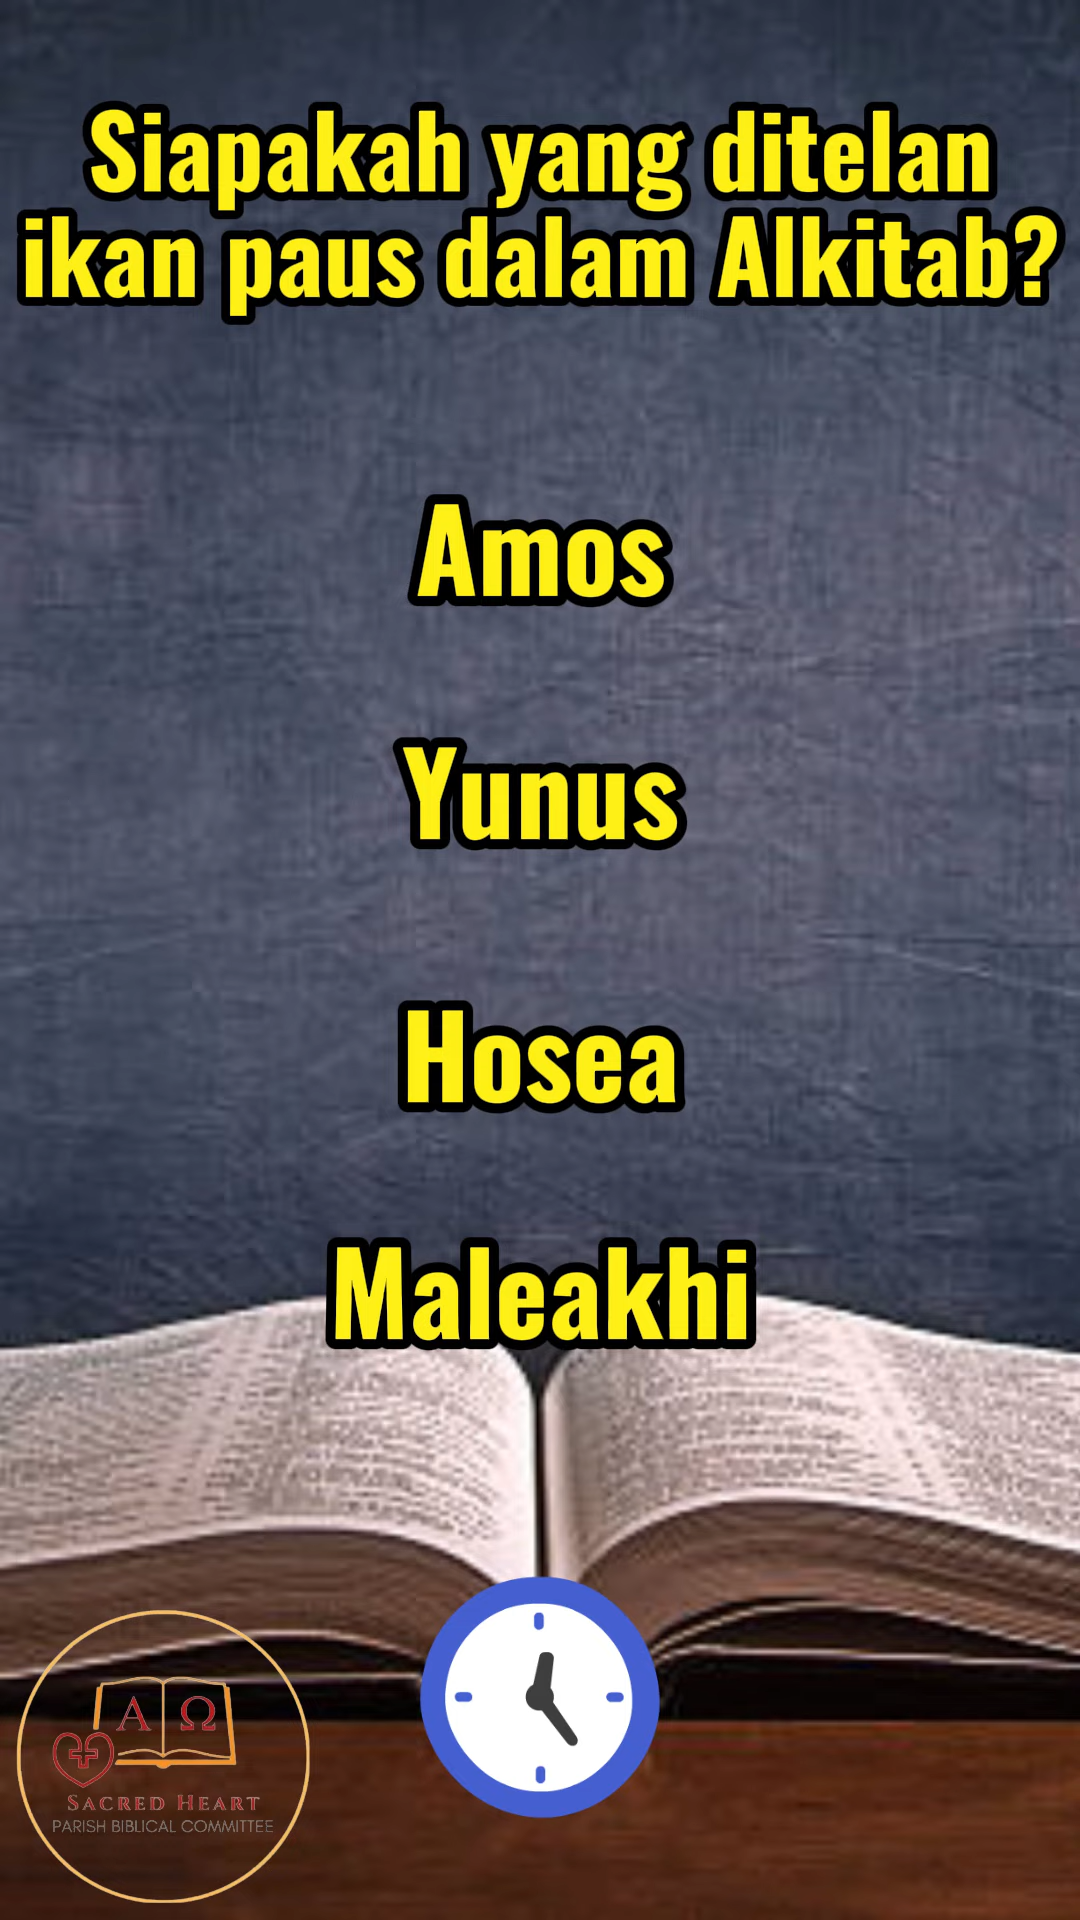 Siapakah yang ditelan
ikan paus dalam Alkitab?
Amos
Yunus
Hosea
Maleakhi
Α Ω
SACRED HEART
PARISH BIBLICAL COMMITTEE